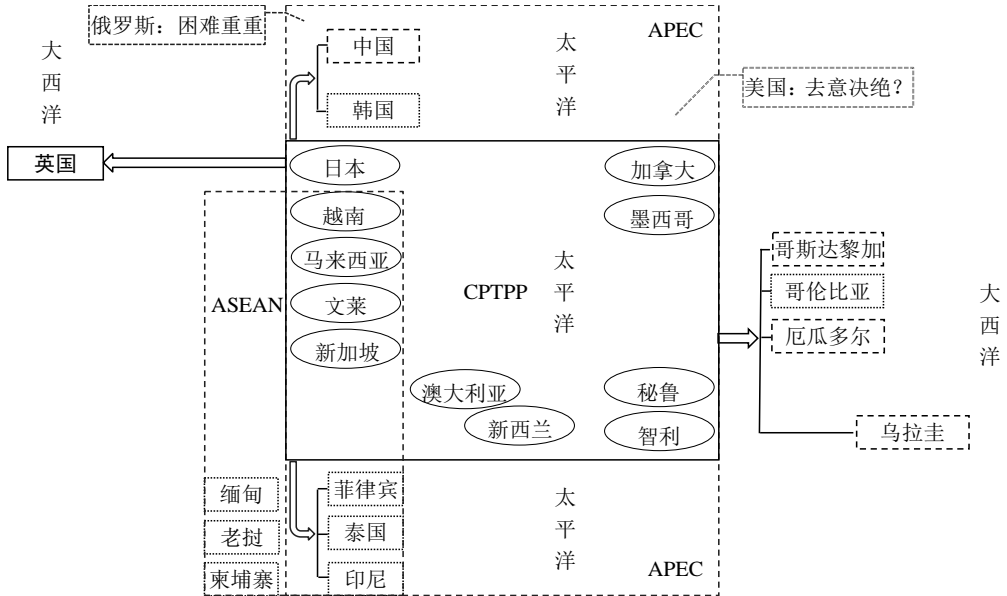 俄罗斯：困难重重
APEC
大西洋
中国
太平洋
美国：去意决绝？
韩国
英国
日本
加拿大
越南
墨西哥
马来西亚
哥斯达黎加
ASEAN
文莱
CPTPP
太平洋
哥伦比亚
大西洋
新加坡
厄瓜多尔
澳大利亚
秘鲁
新西兰
智利
乌拉圭
缅甸
菲律宾
太平洋
老挝
泰国
柬埔寨
印尼
APEC